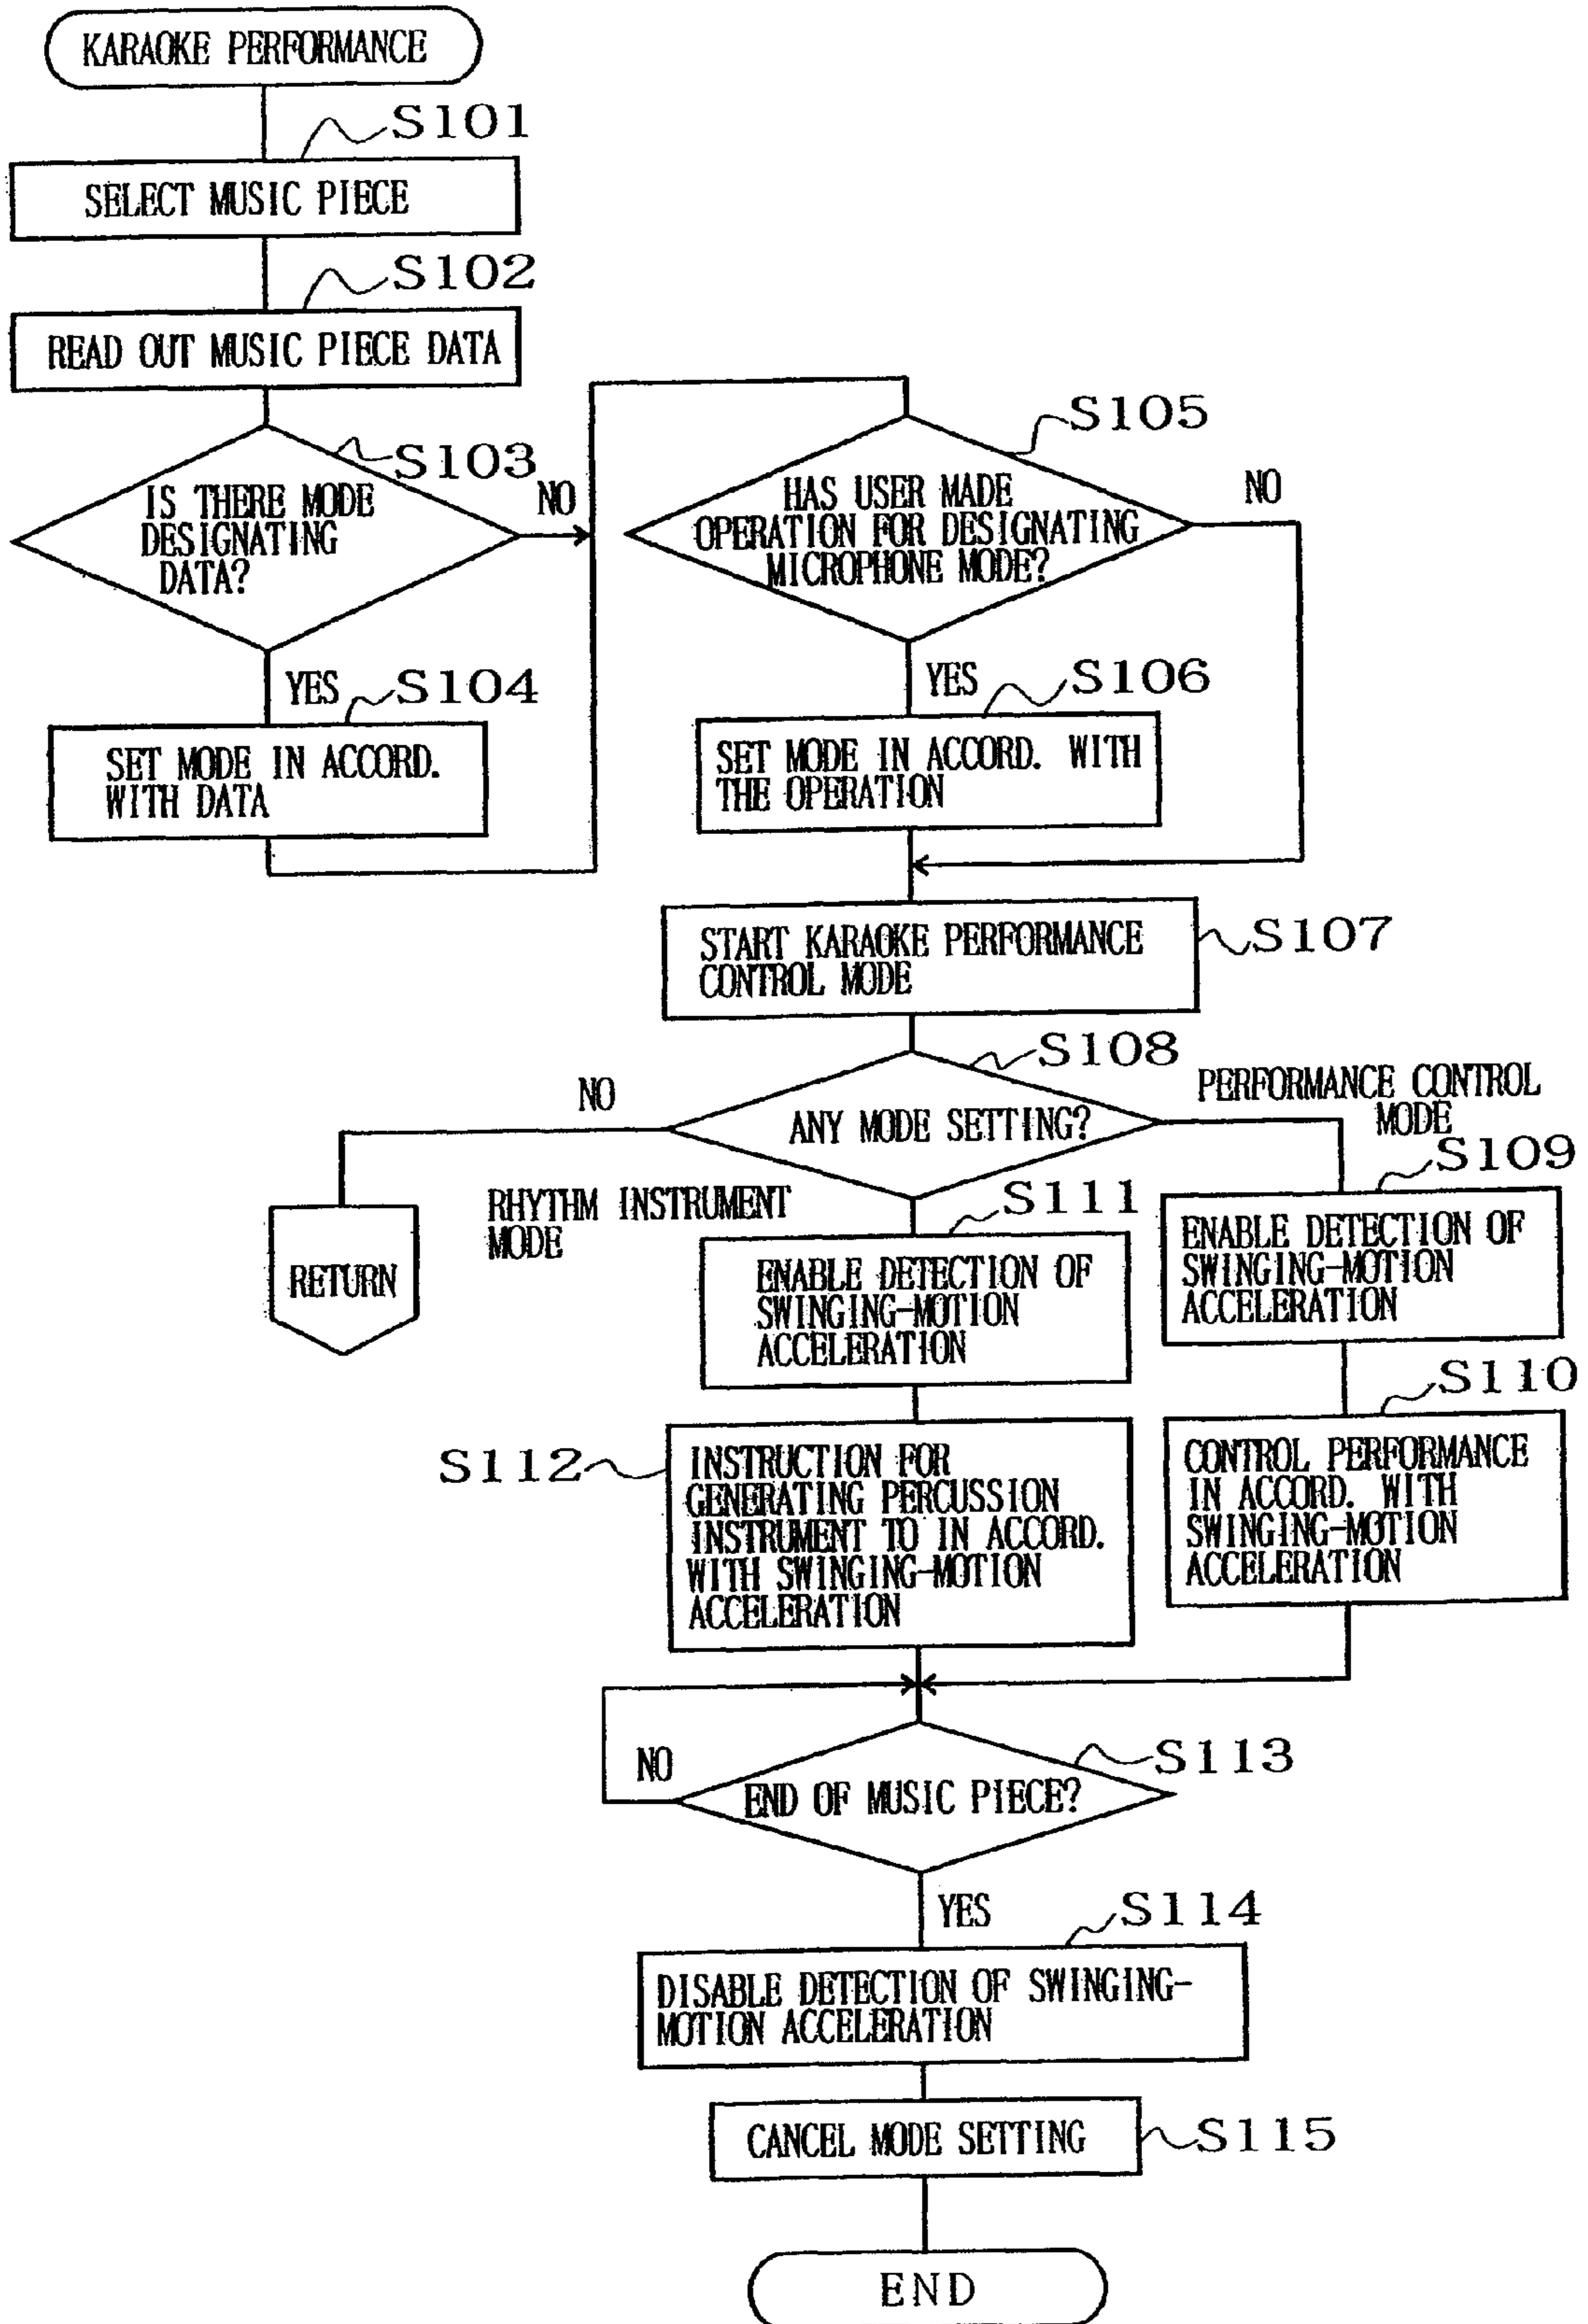 KARAOKE PERFORMANCE
S101
SELECT MUSIC PIECE
S102
READ OUT MUSIC PIECE DATA
S103
IS THERE MODE
DESIGNATING
DATA?
NO
YES
S104
SET MODE IN ACCORD.
WITH DATA
S105
HAS USER MADE
OPERATION FOR DESIGNATING
MICROPHONE MODE?
NO
YES
S106
SET MODE IN ACCORD. WITH
THE OPERATION
START KARAOKE PERFORMANCE
CONTROL MODE
S107
S108
ANY MODE SETTING?
NO
RETURN
PERFORMANCE CONTROL
MODE
S109
ENABLE DETECTION OF
SWINGING-MOTION
ACCELERATION
S110
CONTROL PERFORMANCE
IN ACCORD. WITH
SWINGING-MOTION
ACCELERATION
RHYTHM INSTRUMENT
MODE
S111
ENABLE DETECTION OF
SWINGING-MOTION
ACCELERATION
S112
INSTRUCTION FOR
GENERATING PERCUSSION
INSTRUMENT TO IN ACCORD.
WITH SWINGING-MOTION
ACCELERATION
S113
END OF MUSIC PIECE?
NO
YES
S114
DISABLE DETECTION OF SWINGING-
MOTION ACCELERATION
CANCEL MODE SETTING
S115
END